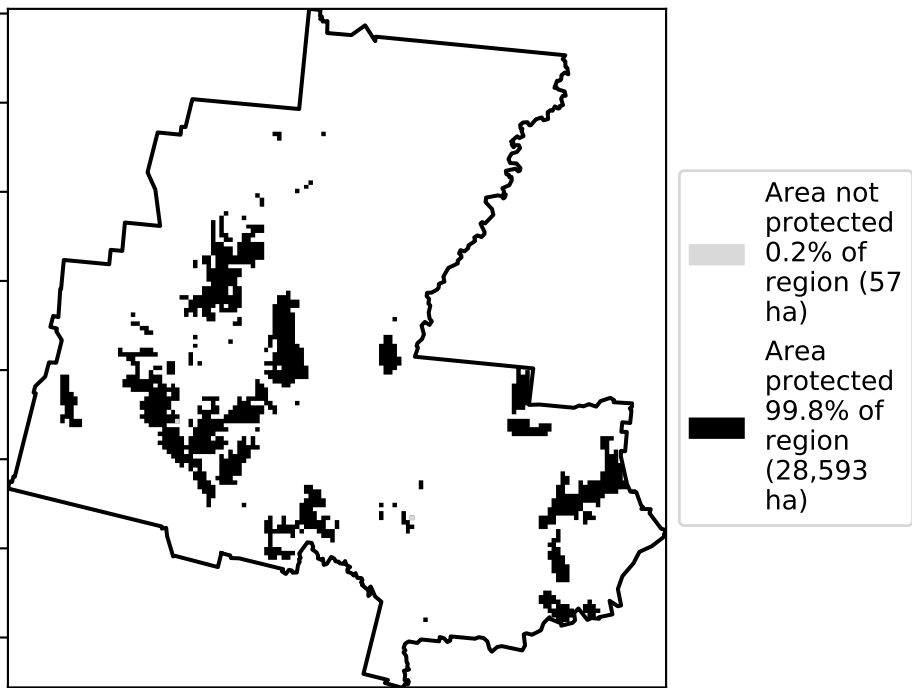 Area not
protected
0.2% of
region (57
ha)
Area
protected
99.8% of
region
(28,593
ha)